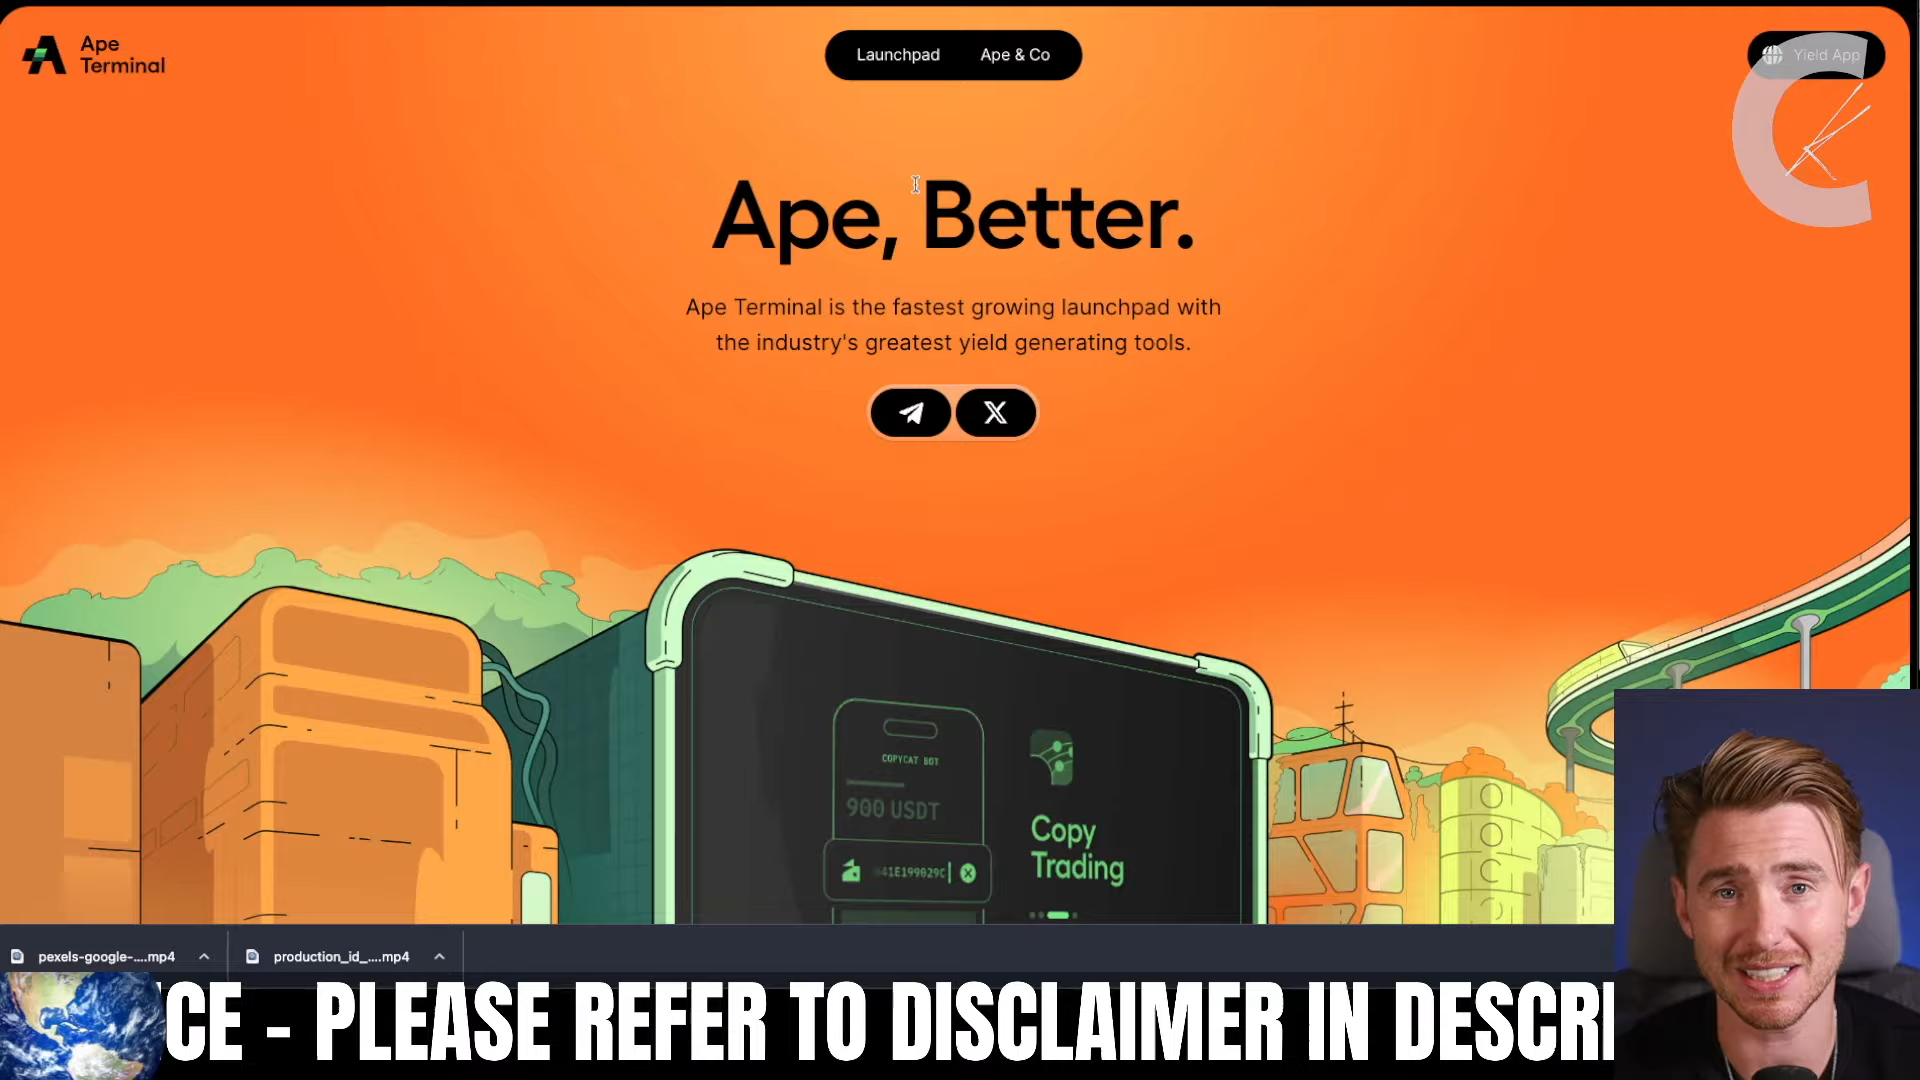 Ape
Terminal
Launchpad
Ape & Co
Yield App
Ape, Better.
Ape Terminal is the fastest growing launchpad with
the industry's greatest yield generating tools.
COPYCAT BOT
900 USDT
41E199029C
Copy
Trading
pexels-google-....mp4
production_id_....mp4
CE - PLEASE REFER TO DISCLAIMER IN DESCRI